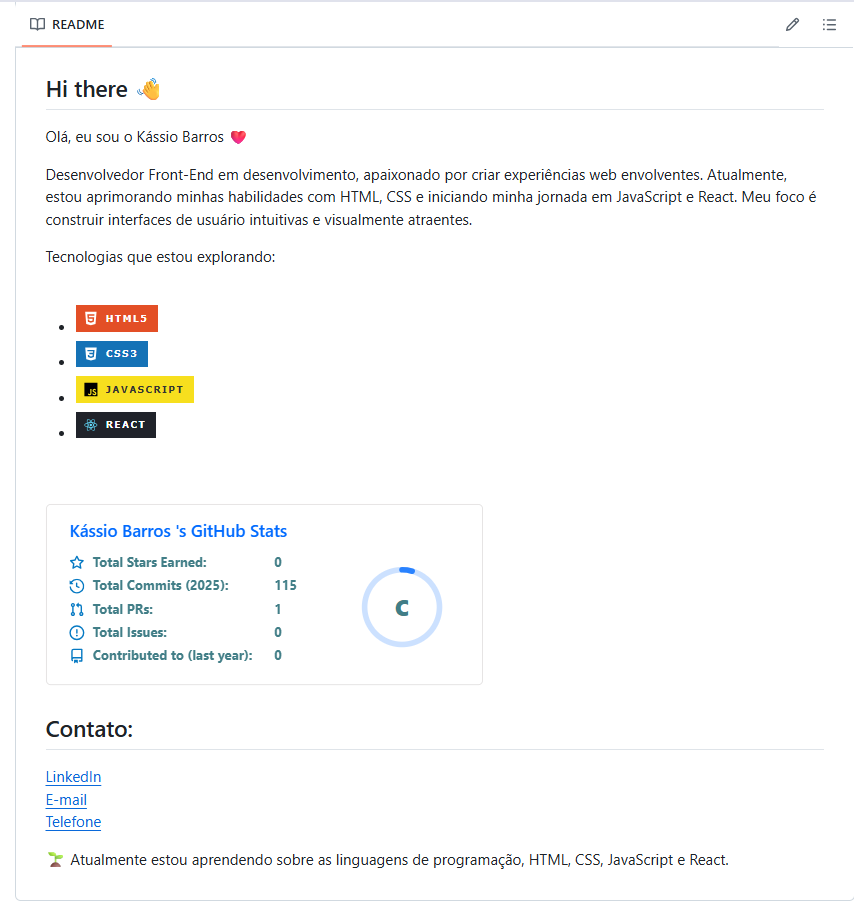 README
Hi there 👋
Olá, eu sou o Kássio Barros
Desenvolvedor Front-End em desenvolvimento, apaixonado por criar experiências web envolventes. Atualmente,
estou aprimorando minhas habilidades com HTML, CSS e iniciando minha jornada em JavaScript e React. Meu foco é
construir interfaces de usuário intuitivas e visualmente atraentes.
Tecnologias que estou explorando:
HTML5
CSS3
JS JAVASCRIPT
REACT
Kássio Barros 's GitHub Stats
Total Stars Earned: 0
Total Commits (2025): 115
Total PRs: 1
Total Issues: 0
Contributed to (last year): 0
C
Contato:
LinkedIn
E-mail
Telefone
🌱 Atualmente estou aprendendo sobre as linguagens de programação, HTML, CSS, JavaScript e React.